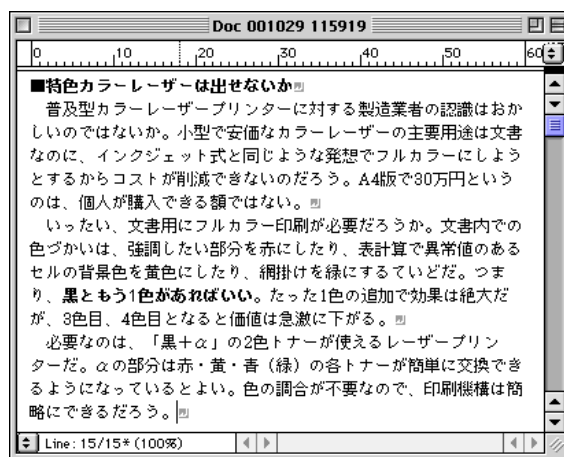 Doc 001029 115919
0 10 20 30 40 50 60
■特色カラーレーザーは出せないか
　普及型カラーレーザープリンターに対する製造業者の認識はおか
しいのではないか。小型で安価なカラーレーザーの主要用途は文書
なのに、インクジェット式と同じような発想でフルカラーにしよう
とするからコストが削減できないのだろう。A4版で30万円という
のは、個人が購入できる額ではない。
　いったい、文書用にフルカラー印刷が必要だろうか。文書内での
色づかいは、強調したい部分を赤にしたり、表計算で異常値のある
セルの背景色を黄色にしたり、網掛けを緑にするていどだ。つま
り、黒ともう1色があればいい。たった1色の追加で効果は絶大だ
が、3色目、4色目となると価値は急激に下がる。
　必要なのは、「黒＋α」の2色トナーが使えるレーザープリン
ターだ。αの部分は赤・黄・青（緑）の各トナーが簡単に交換でき
るようになっているとよい。色の調合が不要なので、印刷機構は簡
略にできるだろう。
Line: 15/15* (100%)